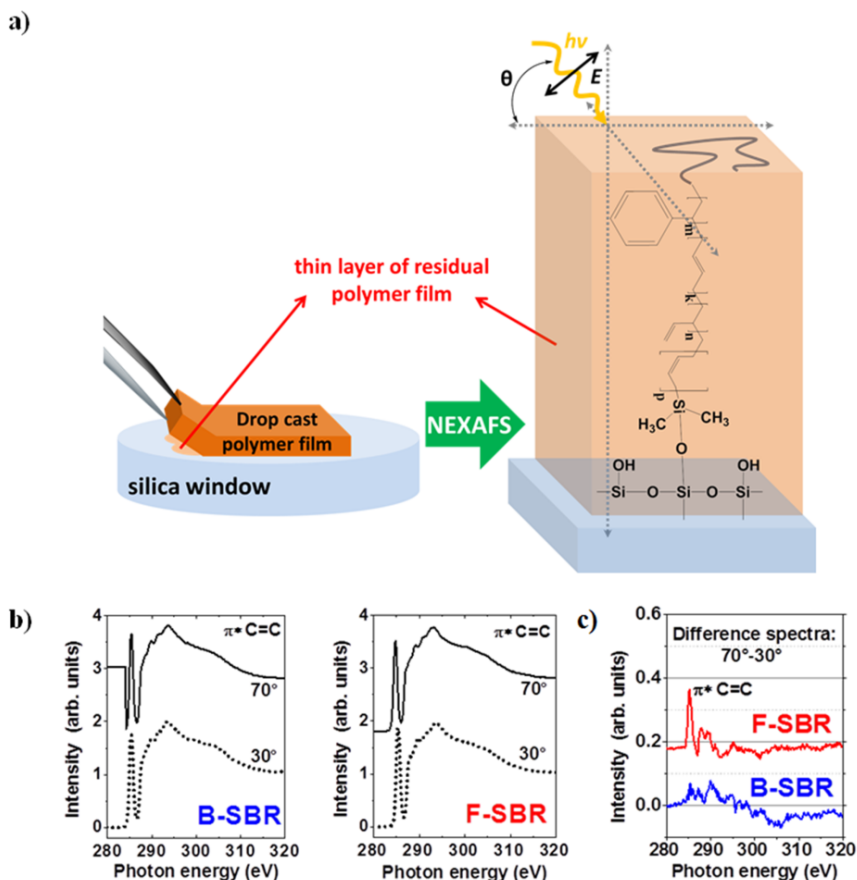 a)
hν
θ
E
m
k
n
p
thin layer of residual
polymer film
Drop cast
polymer film
silica window
NEXAFS
Si
H₃C
CH₃
O
OH
OH
Si
O
Si
O
Si
b)
4
3
2
1
0
Intensity (arb. units)
π* C=C
70°
30°
B-SBR
280 290 300 310 320
Photon energy (eV)
4
3
2
1
0
Intensity (arb. units)
π* C=C
70°
30°
F-SBR
280 290 300 310 320
Photon energy (eV)
c)
0.6
0.4
0.2
0.0
Intensity (arb. units)
Difference spectra:
70°-30°
π* C=C
F-SBR
B-SBR
280 290 300 310 320
Photon energy (eV)